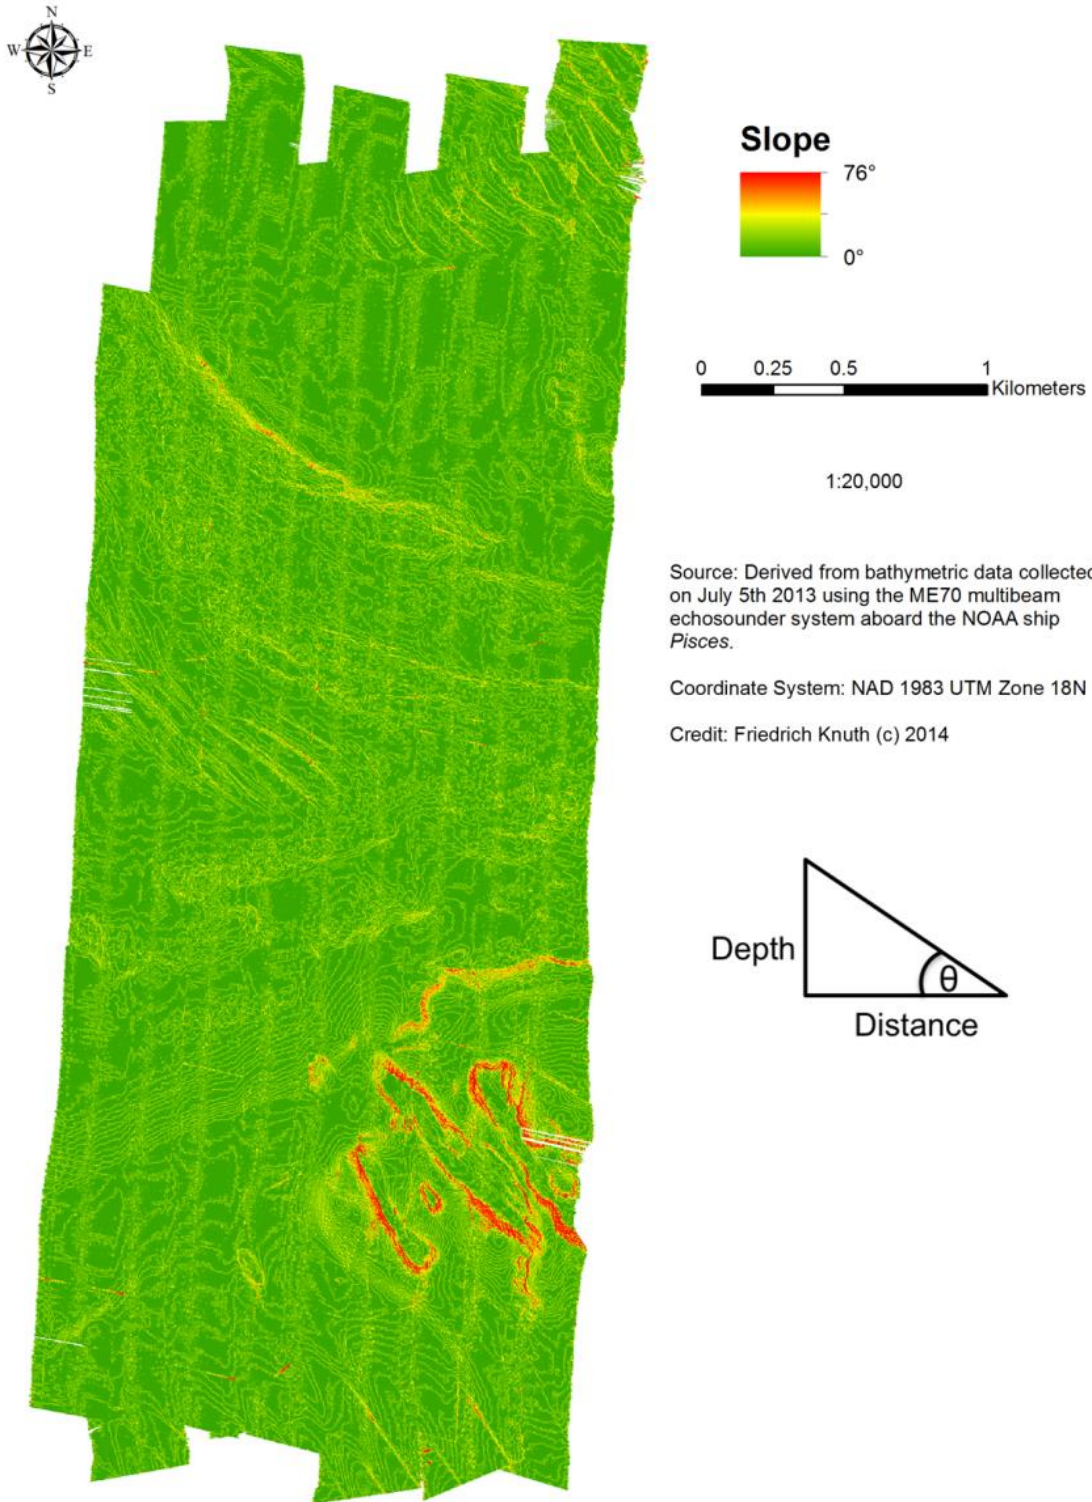 N
W E
S
Slope
76°
0°
0 0.25 0.5 1
Kilometers
1:20,000
Source: Derived from bathymetric data collected
on July 5th 2013 using the ME70 multibeam
echosounder system aboard the NOAA ship
Pisces.
Coordinate System: NAD 1983 UTM Zone 18N
Credit: Friedrich Knuth (c) 2014
Depth
θ
Distance